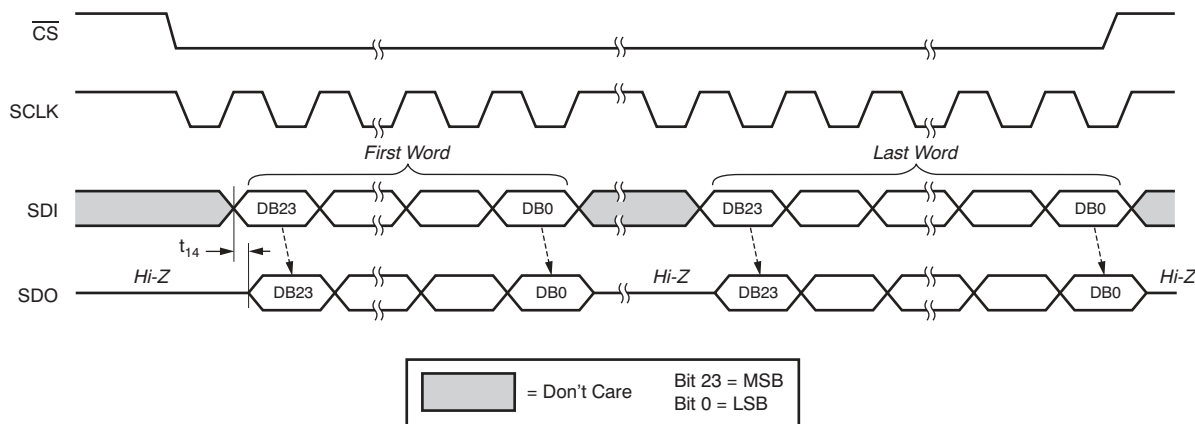 CS
SCLK
First Word
Last Word
SDI
DB23
DB0
DB23
DB0
t14
Hi-Z
Hi-Z
Hi-Z
SDO
DB23
DB0
DB23
DB0
= Don't Care
Bit 23 = MSB
Bit 0 = LSB